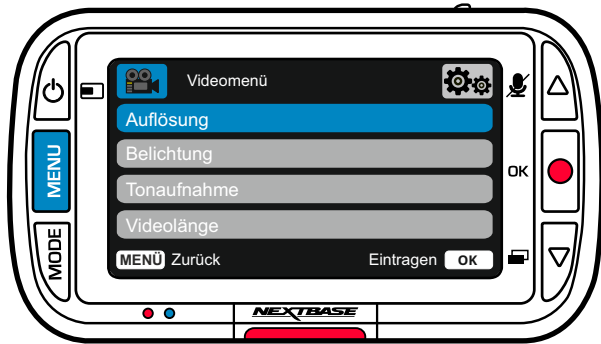 Videomenü
Auflösung
Belichtung
MENU
OK
Tonaufnahme
Videolänge
MODE
MENÜ Zurück Eintragen OK
NEXTBASE